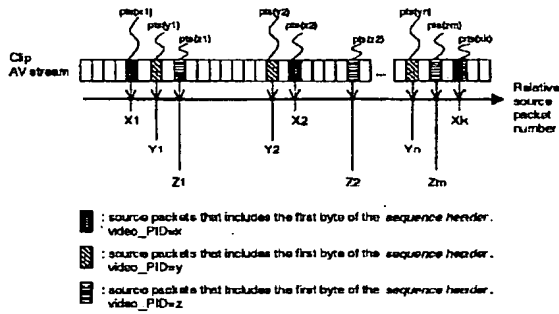 pts(x1) pts(y1) pts(z1) pts(y2) pts(x2) pts(z2) pts(yn) pts(zm) pts(xk)
Clip
AV stream
...
Relative
source
packet
number
X1 X2 Xk
Y1 Y2 Yn
Z1 Z2 Zm
: source packets that includes the first byte of the sequence header.
video_PID=x
: source packets that includes the first byte of the sequence header.
video_PID=y
: source packets that includes the first byte of the sequence header.
video_PID=z